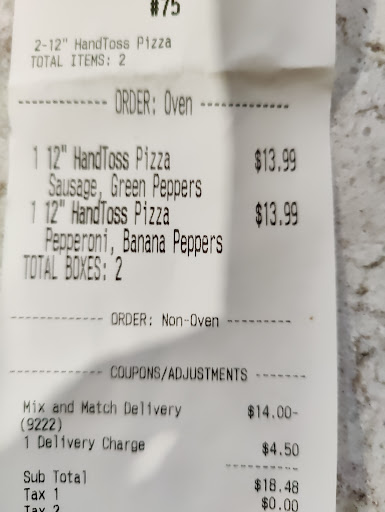 #75
2-12" HandToss Pizza
TOTAL ITEMS: 2
------------ ORDER: Oven ------------
1 12" HandToss Pizza $13.99
Sausage, Green Peppers
1 12" HandToss Pizza $13.99
Pepperoni, Banana Peppers
TOTAL BOXES: 2
------------ ORDER: Non-Oven ---------
------------ COUPONS/ADJUSTMENTS -------
Mix and Match Delivery $14.00-
(9222)
1 Delivery Charge $4.50
----------
Sub Total $18.48
Tax 1 $0.00
Tax 2